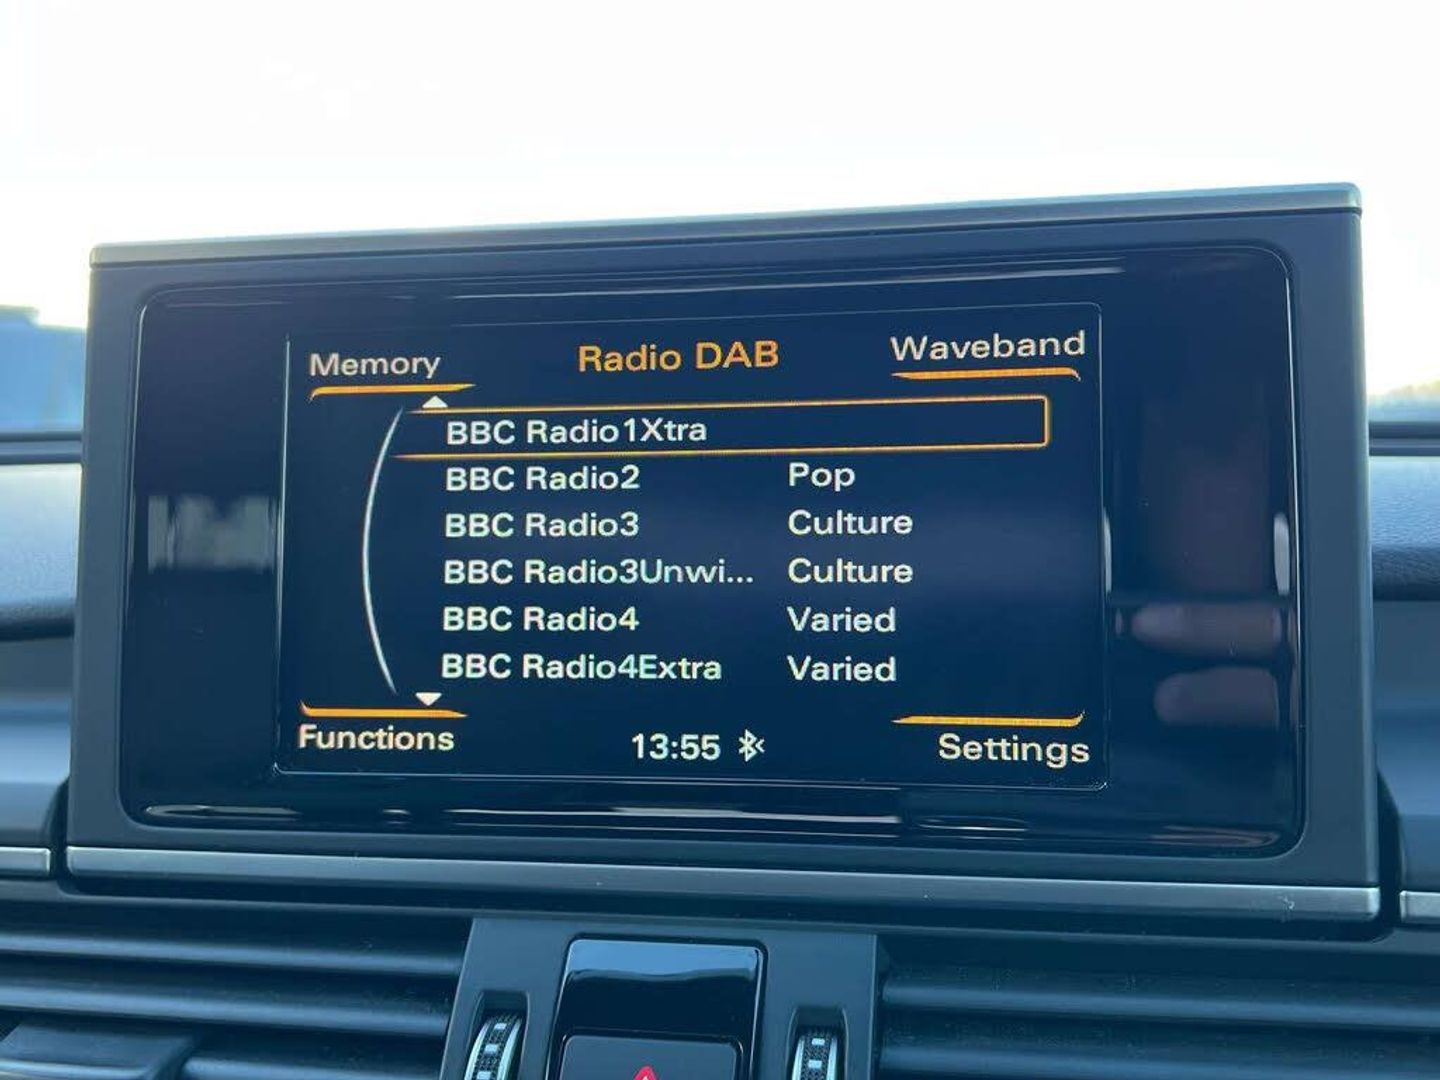 Memory Radio DAB Waveband
BBC Radio1Xtra
BBC Radio2 Pop
BBC Radio3 Culture
BBC Radio3Unwi... Culture
BBC Radio4 Varied
BBC Radio4Extra Varied
Functions 13:55 Settings